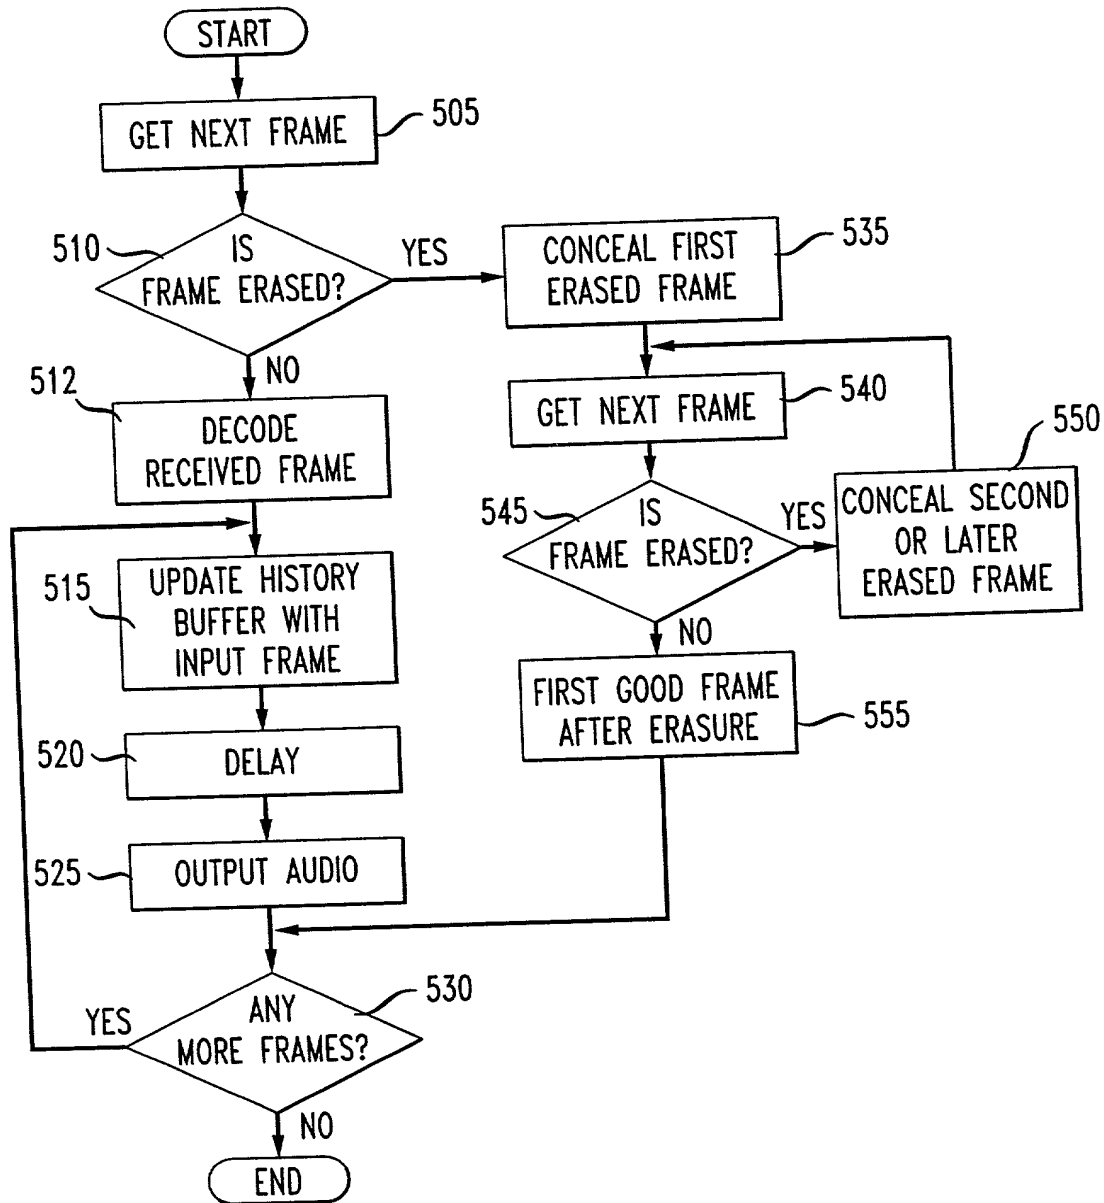 START
GET NEXT FRAME
505
510
IS
FRAME ERASED?
YES
NO
CONCEAL FIRST
ERASED FRAME
535
512
DECODE
RECEIVED FRAME
GET NEXT FRAME
540
545
IS
FRAME ERASED?
YES
NO
550
CONCEAL SECOND
OR LATER
ERASED FRAME
515
UPDATE HISTORY
BUFFER WITH
INPUT FRAME
FIRST GOOD FRAME
AFTER ERASURE
555
520
DELAY
525
OUTPUT AUDIO
530
ANY
MORE FRAMES?
YES
NO
END